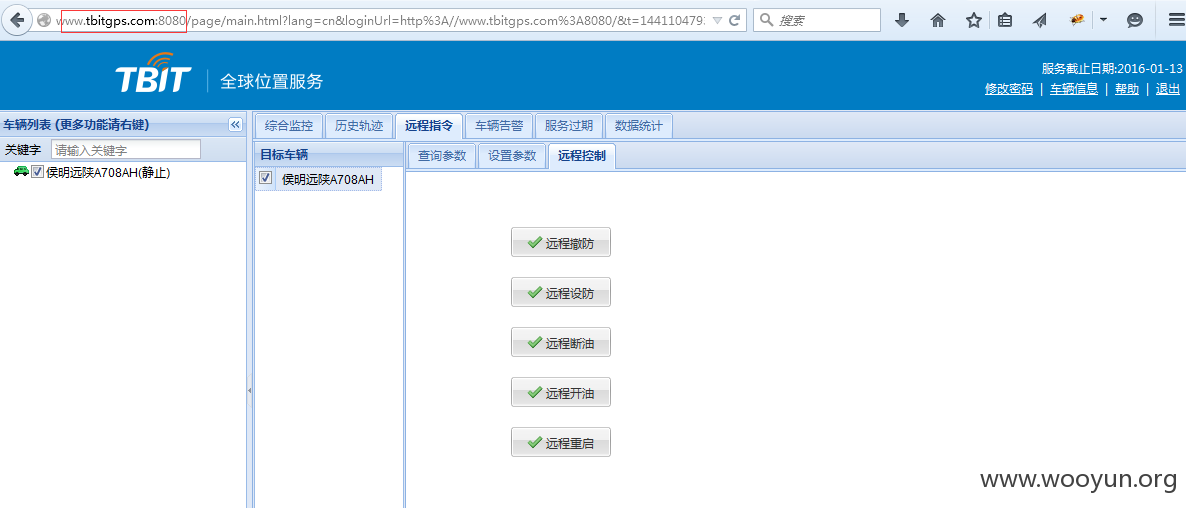 www.tbitgps.com:8080/page/main.html?lang=cn&loginUrl=http%3A//www.tbitgps.com%3A8080/&t=1441104793
搜索
TBIT
全球位置服务
服务截止日期:2016-01-13
修改密码 | 车辆信息 | 帮助 | 退出
车辆列表 (更多功能请右键)
关键字 请输入关键字
侯明远陕A708AH(静止)
综合监控 历史轨迹 远程指令 车辆告警 服务过期 数据统计
目标车辆
侯明远陕A708AH
查询参数 设置参数 远程控制
远程撤防
远程设防
远程断油
远程开油
远程重启
www.wooyun.org